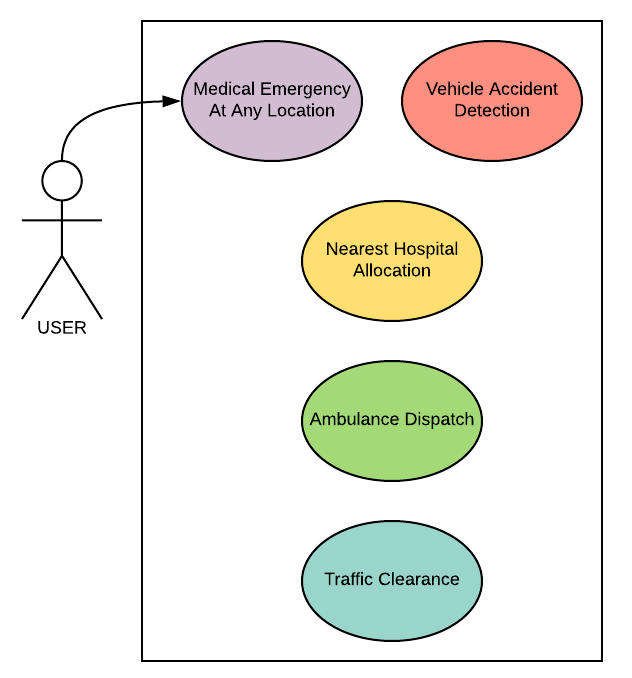 Medical Emergency
At Any Location
Vehicle Accident
Detection
Nearest Hospital
Allocation
USER
Ambulance Dispatch
Traffic Clearance